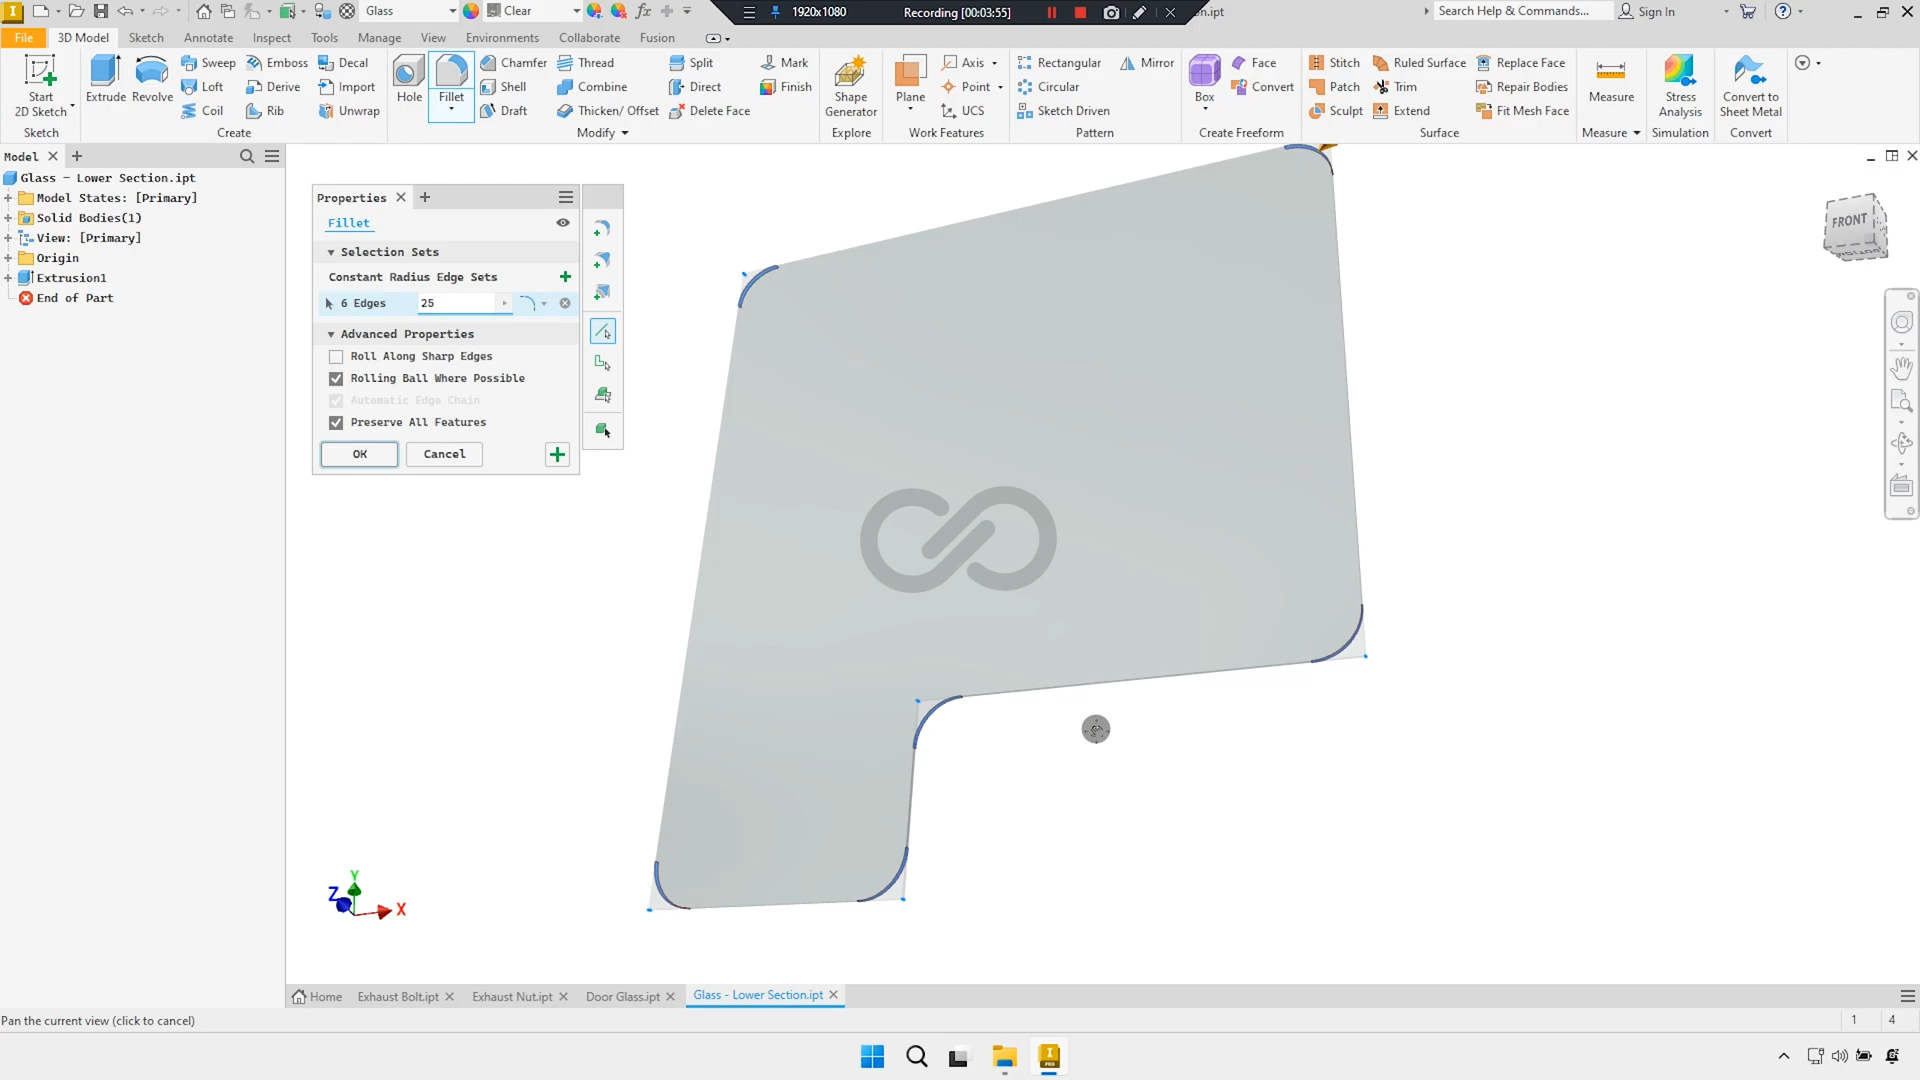 Glass
Clear
1920x1080
Recording [00:03:55]
on.ipt
Search Help & Commands...
Sign In
File
3D Model
Sketch
Annotate
Inspect
Tools
Manage
View
Environments
Collaborate
Fusion
Start
2D Sketch
Extrude
Revolve
Sweep
Loft
Coil
Emboss
Derive
Rib
Decal
Import
Unwrap
Hole
Fillet
Chamfer
Shell
Draft
Thread
Combine
Thicken/ Offset
Split
Direct
Delete Face
Mark
Finish
Shape
Generator
Plane
Axis
Point
UCS
Rectangular
Circular
Sketch Driven
Mirror
Box
Face
Convert
Stitch
Patch
Sculpt
Ruled Surface
Trim
Extend
Replace Face
Repair Bodies
Fit Mesh Face
Measure
Stress
Analysis
Convert to
Sheet Metal
Sketch
Create
Modify
Explore
Work Features
Pattern
Create Freeform
Surface
Measure
Simulation
Convert
Model
Glass - Lower Section.ipt
Model States: [Primary]
Solid Bodies(1)
View: [Primary]
Origin
Extrusion1
End of Part
Properties
Fillet
Selection Sets
Constant Radius Edge Sets
6 Edges
25
Advanced Properties
Roll Along Sharp Edges
Rolling Ball Where Possible
Automatic Edge Chain
Preserve All Features
OK
Cancel
FRONT
Z
Y
X
Home
Exhaust Bolt.ipt
Exhaust Nut.ipt
Door Glass.ipt
Glass - Lower Section.ipt
Pan the current view (click to cancel)
1
4